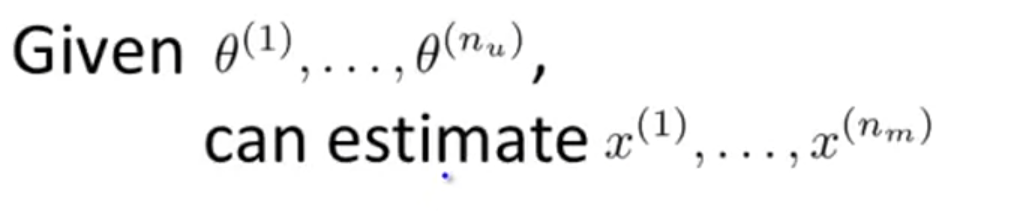 Given θ^(1), . . . , θ^(n_u),
can estimate x^(1), . . . , x^(n_m)